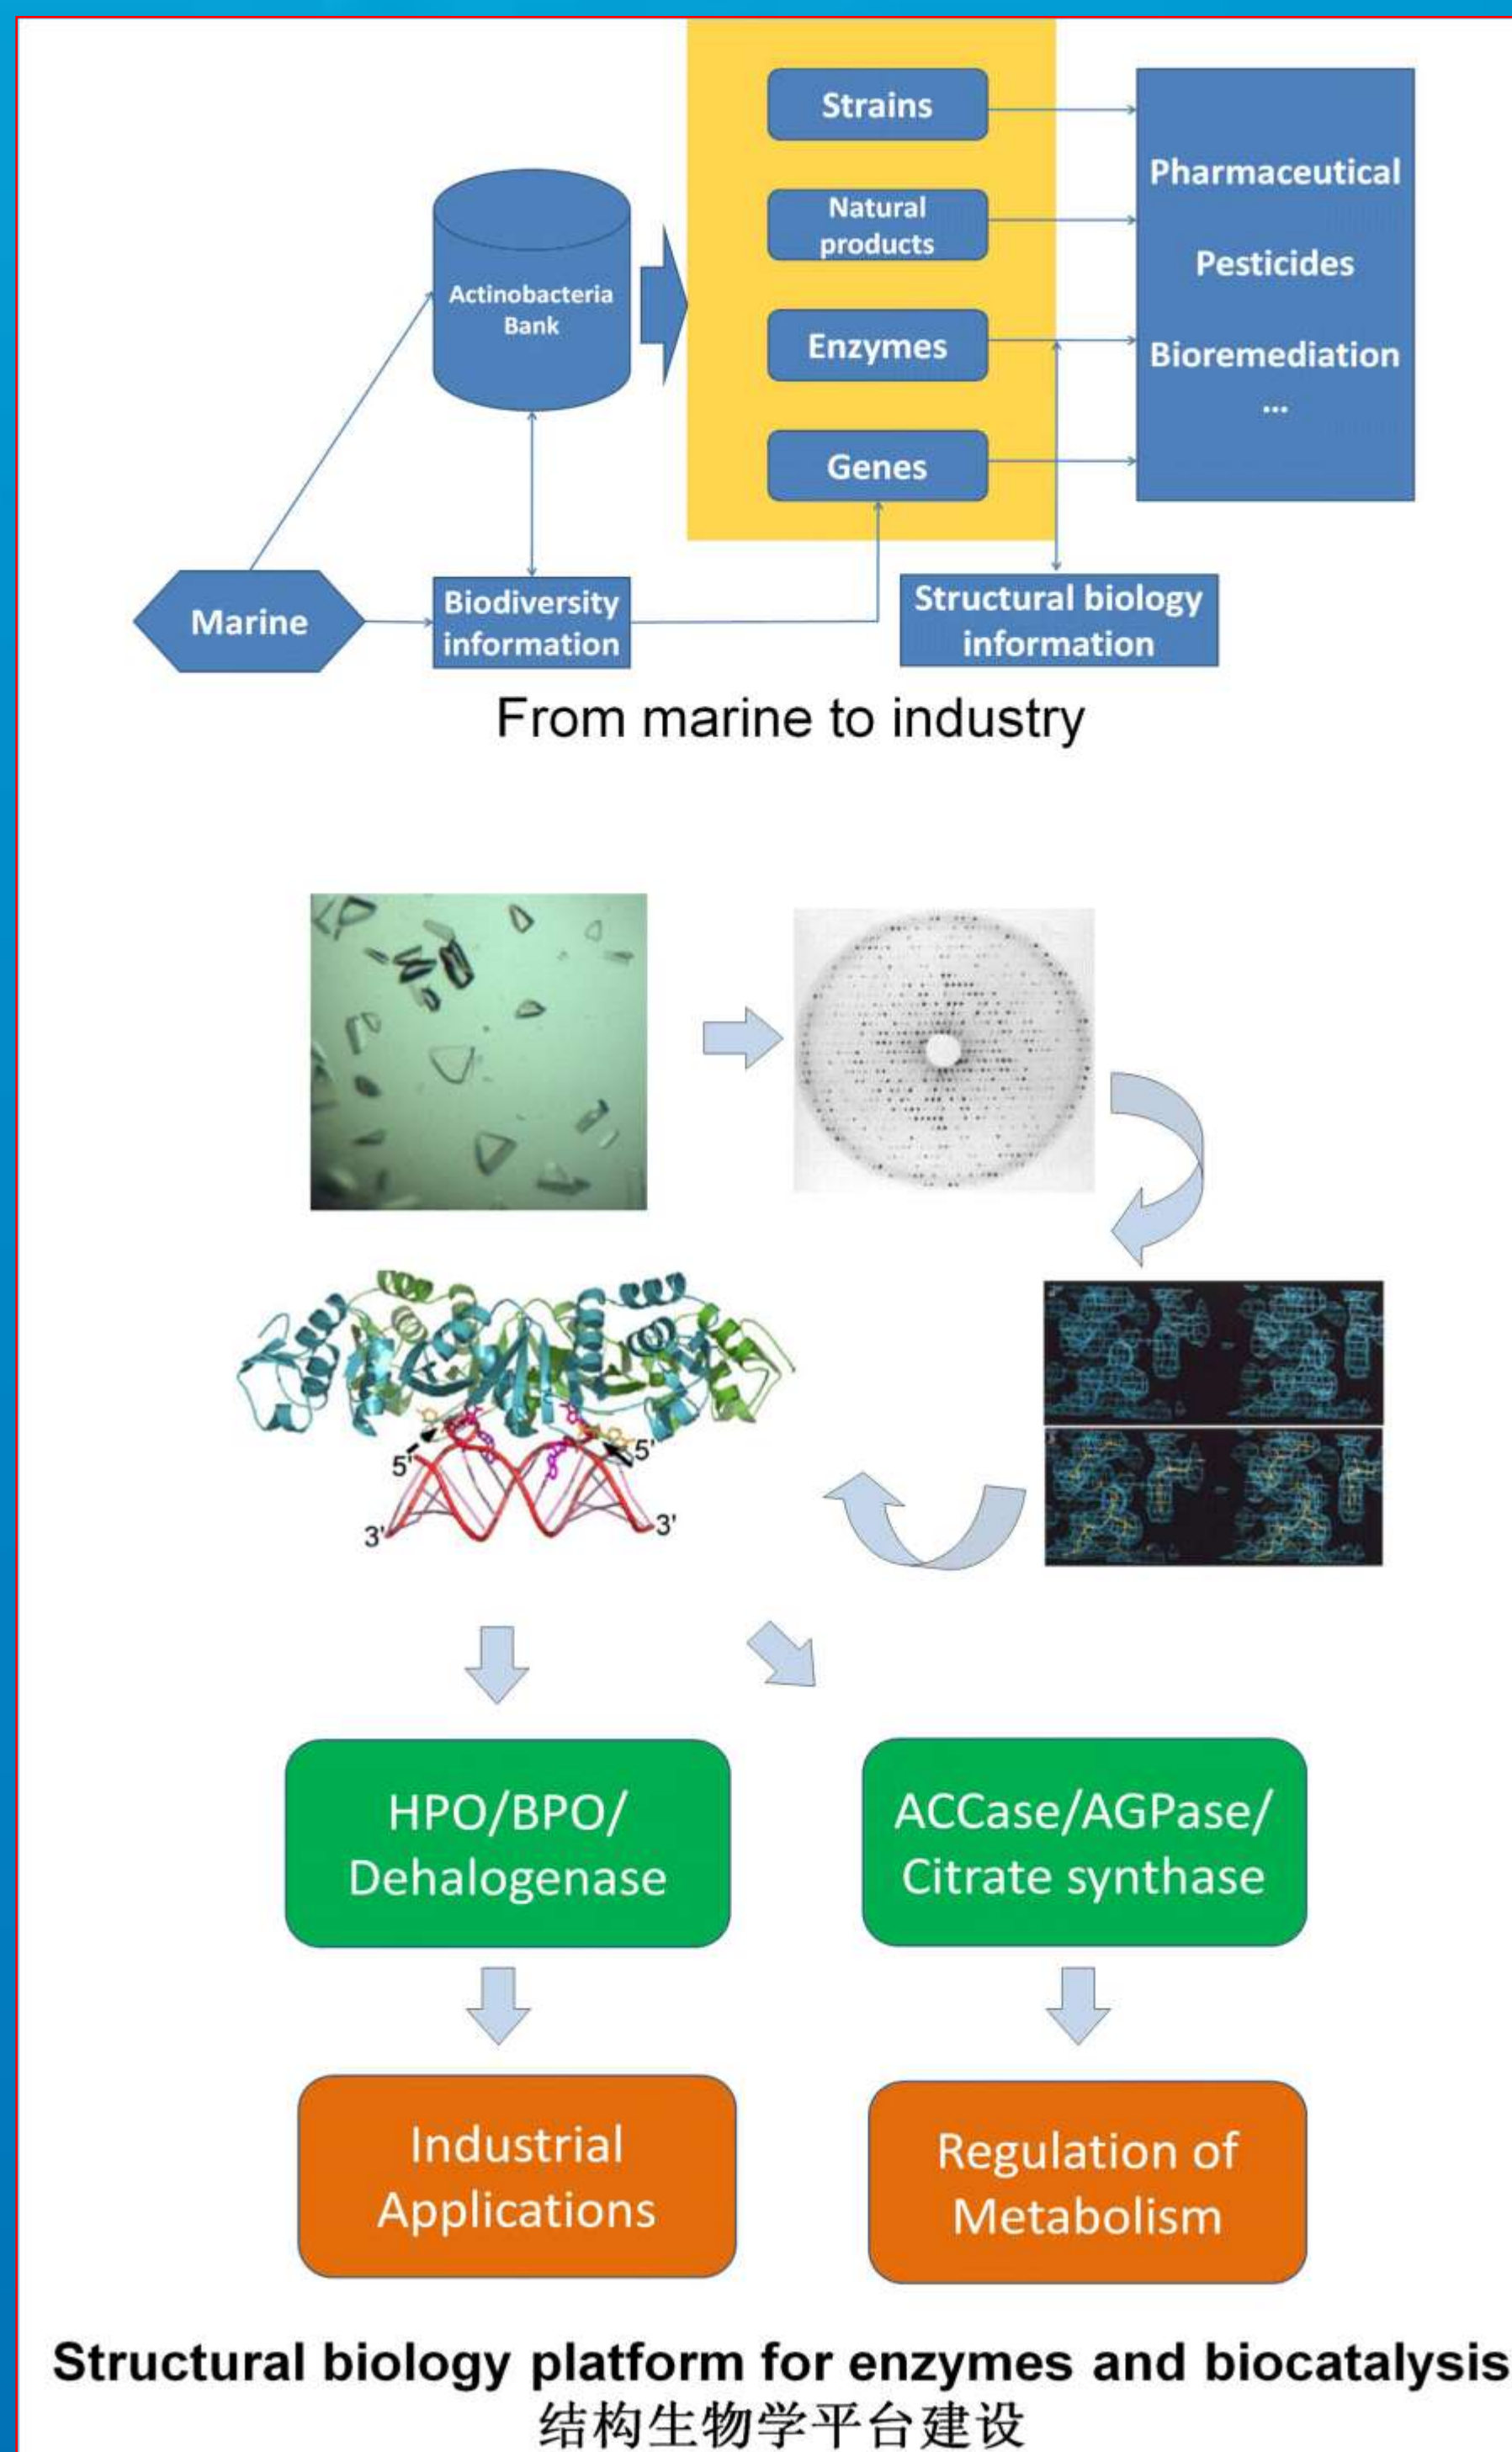 Strains
Natural
products
Enzymes
Genes
Pharmaceutical
Pesticides
Bioremediation
...
Actinobacteria
Bank
Marine
Biodiversity
information
Structural biology
information
From marine to industry
5'
5'
3'
3'
HPO/BPO/
Dehalogenase
ACCase/AGPase/
Citrate synthase
Industrial
Applications
Regulation of
Metabolism
Structural biology platform for enzymes and biocatalysis
结构生物学平台建设